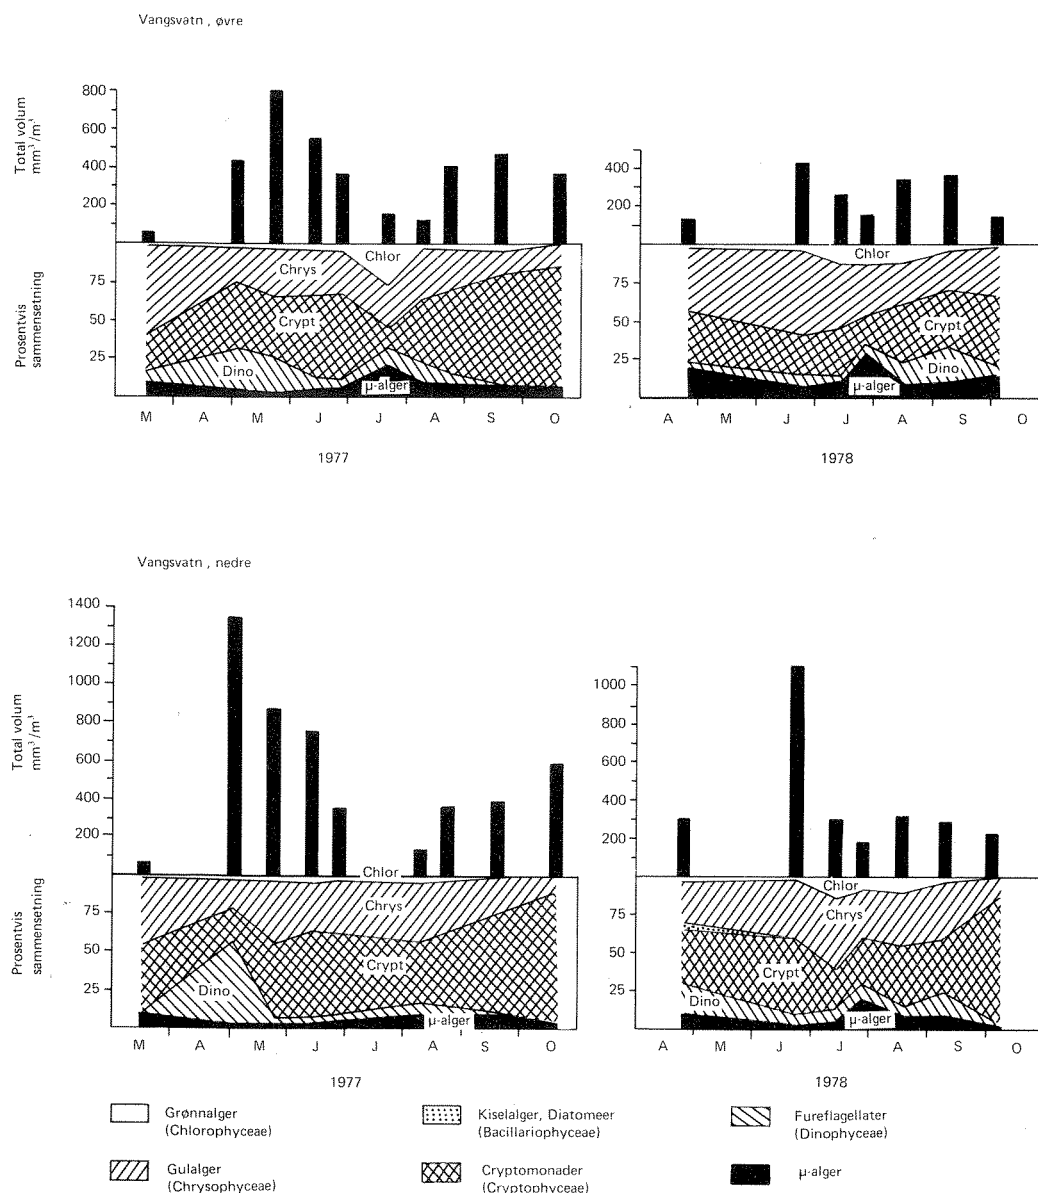 Vangsvatn, øvre
Total volum
mm³/m³
800
600
400
200
400
200
Prosentvis
sammensetning
75
50
25
75
50
25
Chlor
Chrys
Crypt
Dino
µ-alger
Chlor
Crypt
Dino
µ-alger
M A M J J A S O
A M J J A S O
1977
1978
Vangsvatn, nedre
Total volum
mm³/m³
1400
1200
1000
800
600
400
200
1000
800
600
400
200
Prosentvis
sammensetning
75
50
25
75
50
25
Chlor
Chrys
Crypt
Dino
µ-alger
Chlor
Chrys
Crypt
Dino
µ-alger
M A M J J A S O
A M J J A S O
1977
1978
Grønnalger
(Chlorophyceae)
Kiselalger, Diatomeer
(Bacillariophyceae)
Fureflagellater
(Dinophyceae)
Gulalger
(Chrysophyceae)
Cryptomonader
(Cryptophyceae)
µ-alger